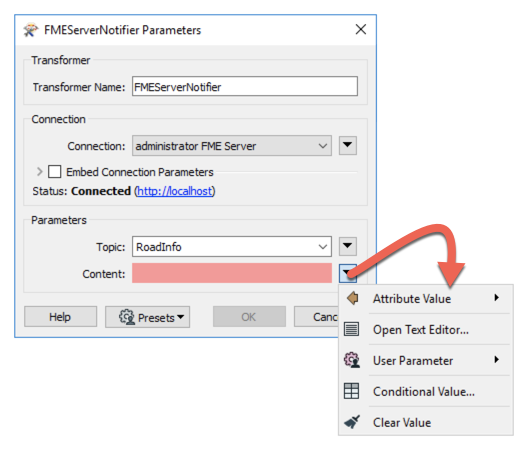 FMEServerNotifier Parameters
Transformer
Transformer Name: FMEServerNotifier
Connection
Connection: administrator FME Server
Embed Connection Parameters
Status: Connected (http://localhost)
Parameters
Topic: RoadInfo
Content:
Help Presets OK Canc
Attribute Value
Open Text Editor...
User Parameter
Conditional Value...
Clear Value